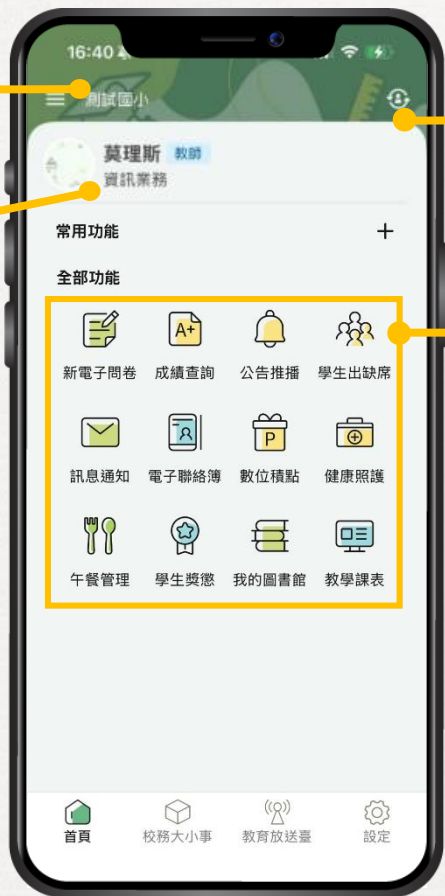 16:40
測試國小
莫理斯 教師
資訊業務
常用功能 +
全部功能
A+
新電子問卷 成績查詢 公告推播 學生出缺席
P
訊息通知 電子聯絡簿 數位積點 健康照護
午餐管理 學生獎懲 我的圖書館 教學課表
首頁 校務大小事 教育放送臺 設定